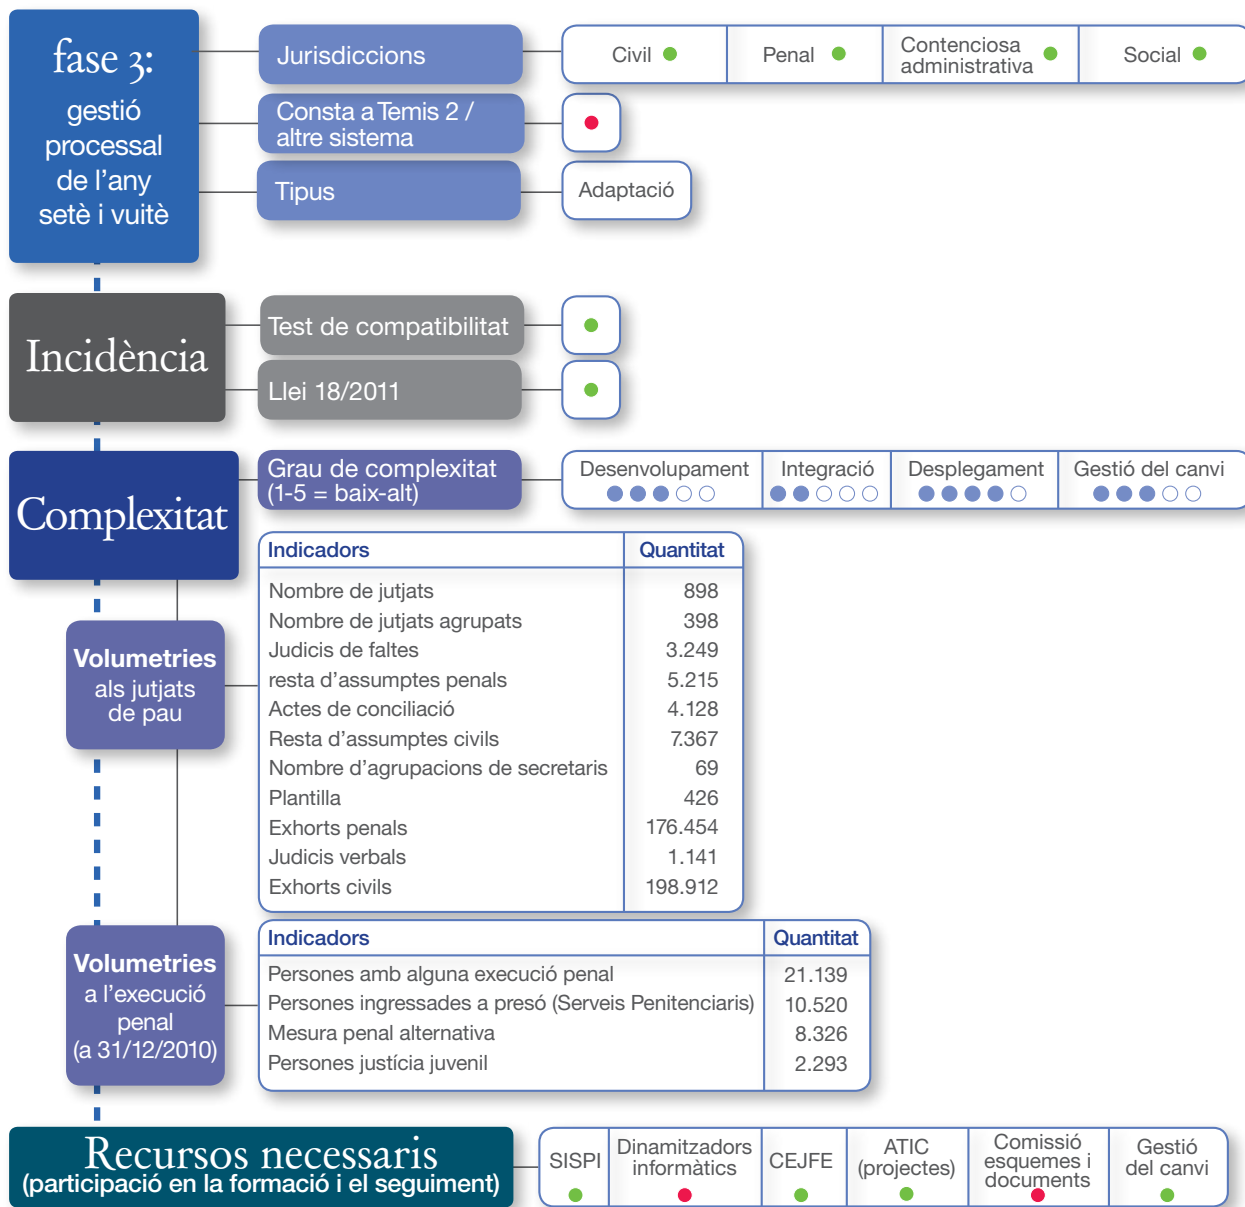 fase 3:
gestió
processal
de l'any
setè i vuitè
Jurisdiccions
Civil
Penal
Contenciosa
administrativa
Social
Consta a Temis 2 /
altre sistema
Tipus
Adaptació
Incidència
Test de compatibilitat
Llei 18/2011
Complexitat
Grau de complexitat
(1-5 = baix-alt)
Desenvolupament
Integració
Desplegament
Gestió del canvi
Volumetries
als jutjats
de pau
Indicadors Quantitat
Nombre de jutjats 898
Nombre de jutjats agrupats 398
Judicis de faltes 3.249
resta d'assumptes penals 5.215
Actes de conciliació 4.128
Resta d'assumptes civils 7.367
Nombre d'agrupacions de secretaris 69
Plantilla 426
Exhorts penals 176.454
Judicis verbals 1.141
Exhorts civils 198.912
Volumetries
a l'execució
penal
(a 31/12/2010)
Indicadors Quantitat
Persones amb alguna execució penal 21.139
Persones ingressades a presó (Serveis Penitenciaris) 10.520
Mesura penal alternativa 8.326
Persones justícia juvenil 2.293
Recursos necessaris
(participació en la formació i el seguiment)
SISPI
Dinamitzadors
informàtics
CEJFE
ATIC
(projectes)
Comissió
esquemes i
documents
Gestió
del canvi